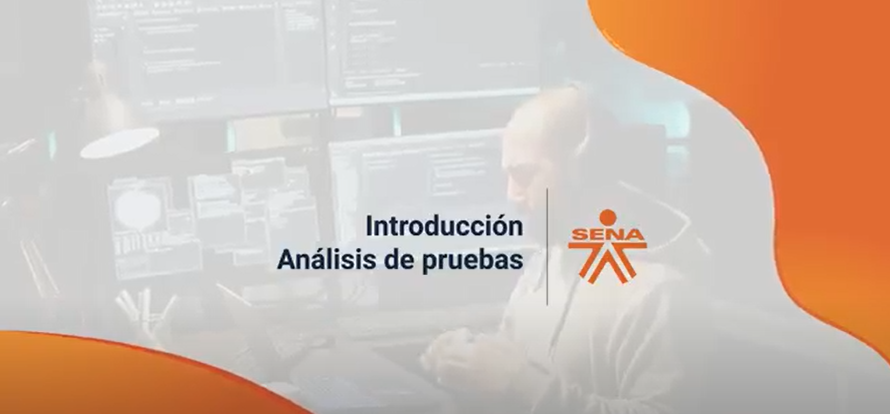 Introducción
Análisis de pruebas
SENA